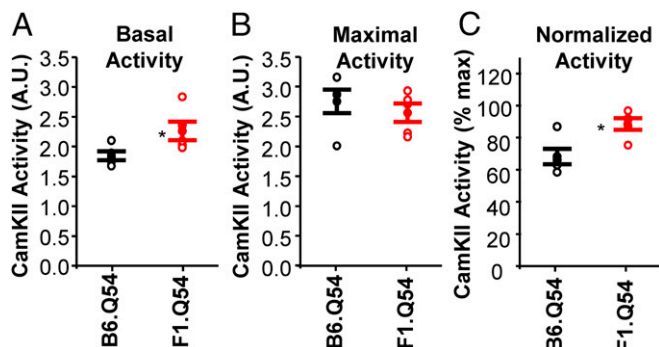 A
Basal
Activity
CamKII Activity (A.U.)
3.5
3.0
2.5
2.0
1.5
1.0
0.5
0.0
*
B6.Q54
F1.Q54
B
Maximal
Activity
CamKII Activity (A.U.)
3.5
3.0
2.5
2.0
1.5
1.0
0.5
0.0
B6.Q54
F1.Q54
C
Normalized
Activity
CamKII Activity (% max)
120
100
80
60
40
20
0
*
B6.Q54
F1.Q54